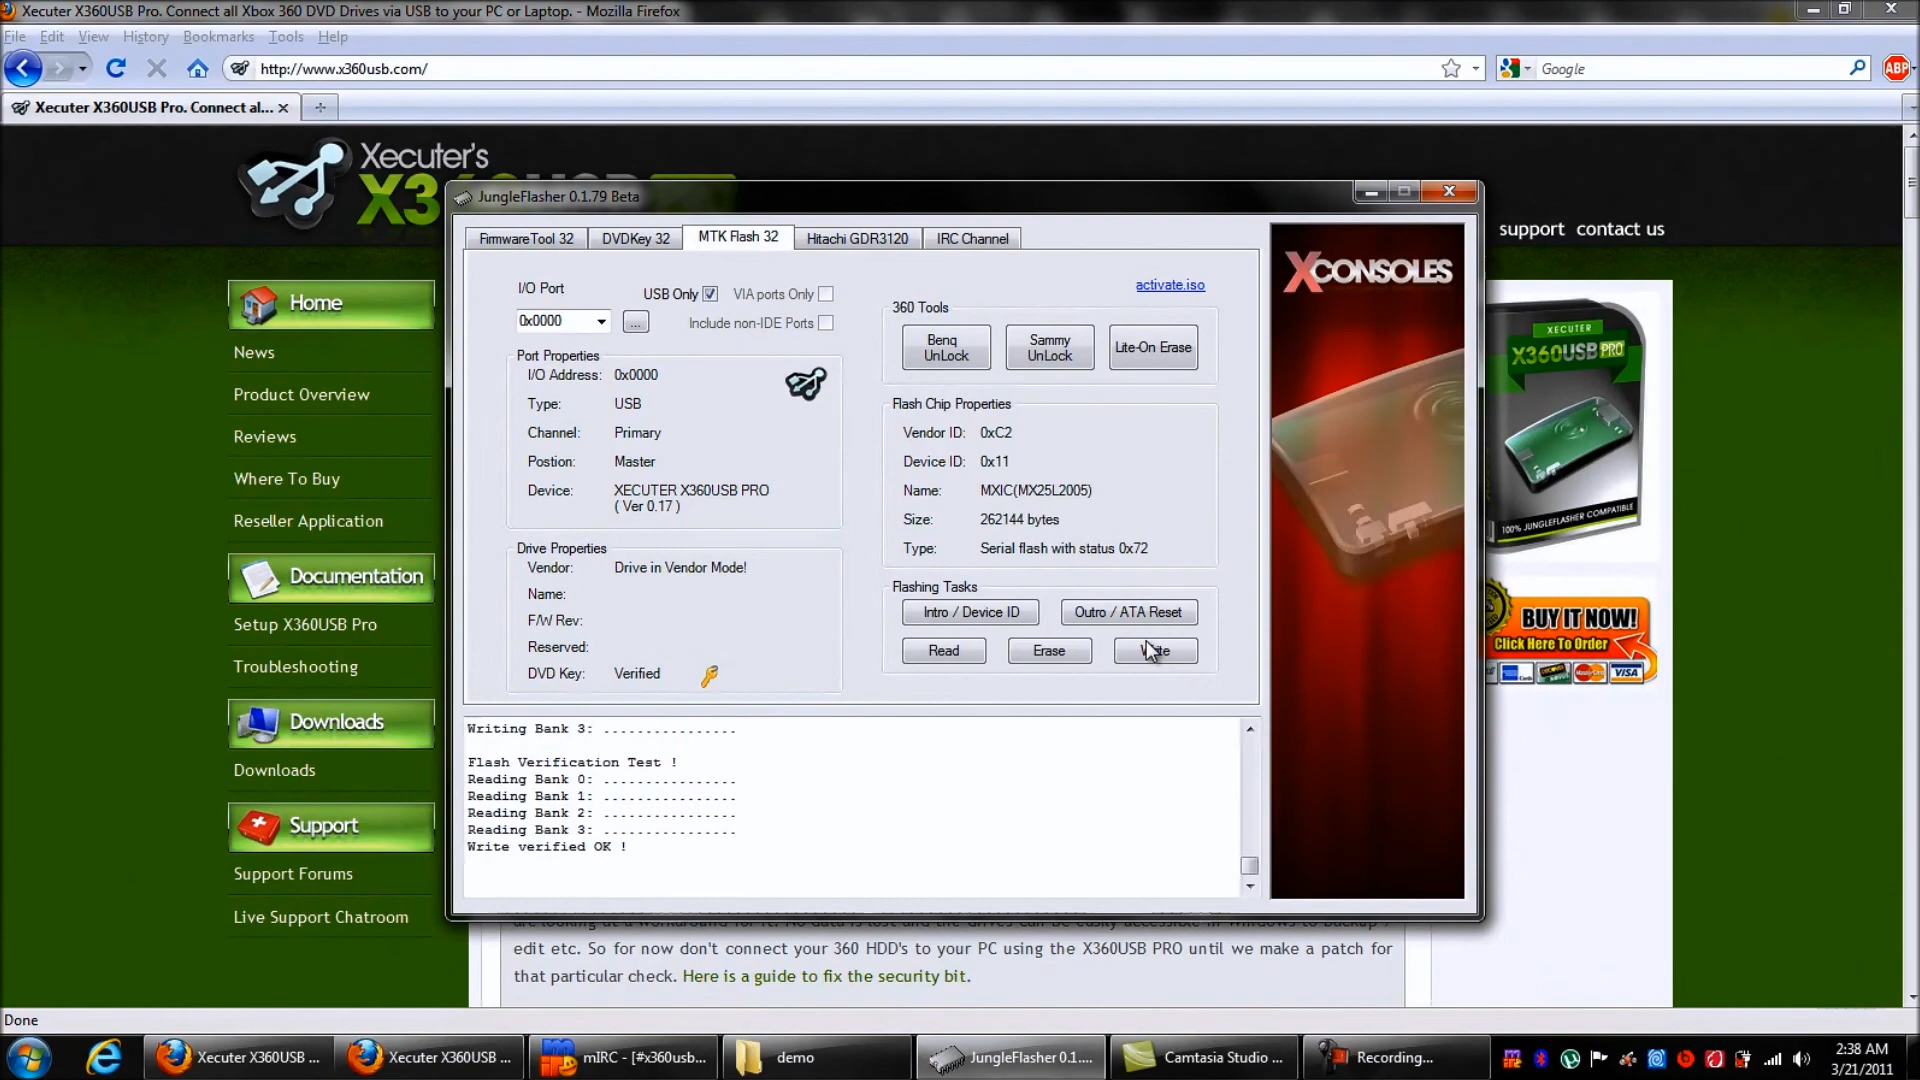 Xecuter X360USB Pro. Connect all Xbox 360 DVD Drives via USB to your PC or Laptop. - Mozilla Firefox
File Edit View History Bookmarks Tools Help
http://www.x360usb.com/
Google
ABP
Xecuter X360USB Pro. Connect al...
Xecuter's
support contact us
Home
News
Product Overview
Reviews
Where To Buy
Reseller Application
Documentation
Setup X360USB Pro
Troubleshooting
Downloads
Downloads
Support
Support Forums
Live Support Chatroom
JungleFlasher 0.1.79 Beta
FirmwareTool 32 DVDKey 32 MTK Flash 32 Hitachi GDR3120 IRC Channel
I/O Port
USB Only VIA ports Only
0x0000 ... Include non-IDE Ports
Port Properties
I/O Address: 0x0000
Type: USB
Channel: Primary
Postion: Master
Device: XECUTER X360USB PRO
( Ver 0.17 )
Drive Properties
Vendor: Drive in Vendor Mode!
Name:
F/W Rev:
Reserved:
DVD Key: Verified
activate.iso
360 Tools
Benq UnLock
Sammy UnLock
Lite-On Erase
Flash Chip Properties
Vendor ID: 0xC2
Device ID: 0x11
Name: MXIC(MX25L2005)
Size: 262144 bytes
Type: Serial flash with status 0x72
Flashing Tasks
Intro / Device ID Outro / ATA Reset
Read Erase
Writing Bank 3: ................
Flash Verification Test !
Reading Bank 0: ................
Reading Bank 1: ................
Reading Bank 2: ................
Reading Bank 3: ................
Write verified OK !
XCONSOLES
XECUTER
X360USB PRO
100% JUNGLEFLASHER COMPATIBLE
BUY IT NOW!
Click Here To Order
VISA
edit etc. So for now don't connect your 360 HDD's to your PC using the X360USB PRO until we make a patch for
that particular check. Here is a guide to fix the security bit.
Done
Xecuter X360USB ...
Xecuter X360USB ...
mIRC - [#x360usb...
demo
JungleFlasher 0.1....
Camtasia Studio ...
Recording...
2:38 AM
3/21/2011